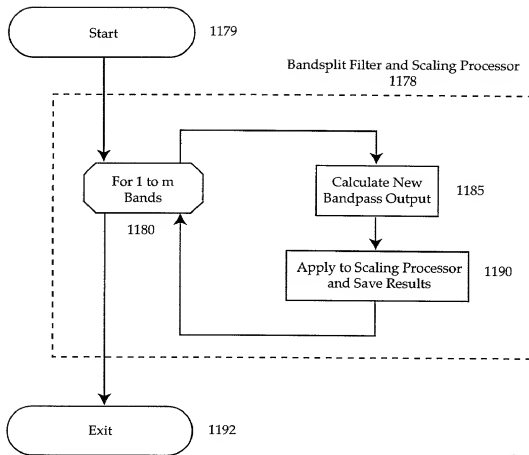 Start
1179
Bandsplit Filter and Scaling Processor
1178
For 1 to m
Bands
1180
Calculate New
Bandpass Output
1185
Apply to Scaling Processor
and Save Results
1190
Exit
1192